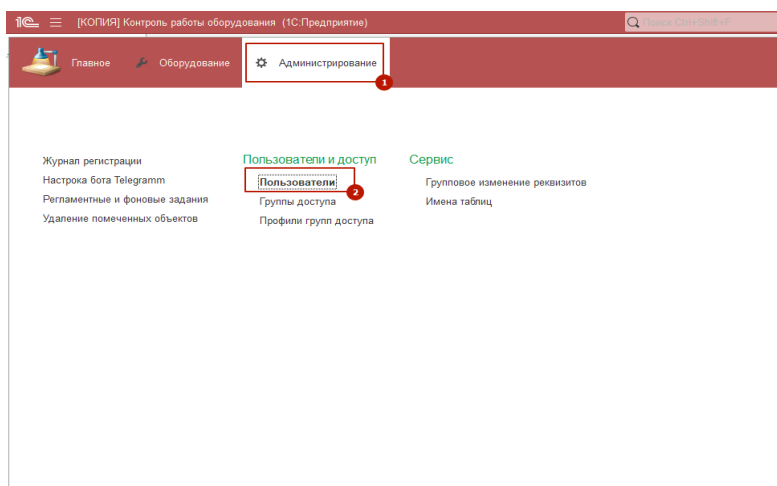 1С [КОПИЯ] Контроль работы оборудования (1С:Предприятие) Поиск Ctrl+Shift+F
Главное Оборудование Администрирование
1
Журнал регистрации
Настрока бота Telegramm
Регламентные и фоновые задания
Удаление помеченных объектов
Пользователи и доступ
Пользователи
2
Группы доступа
Профили групп доступа
Сервис
Групповое изменение реквизитов
Имена таблиц